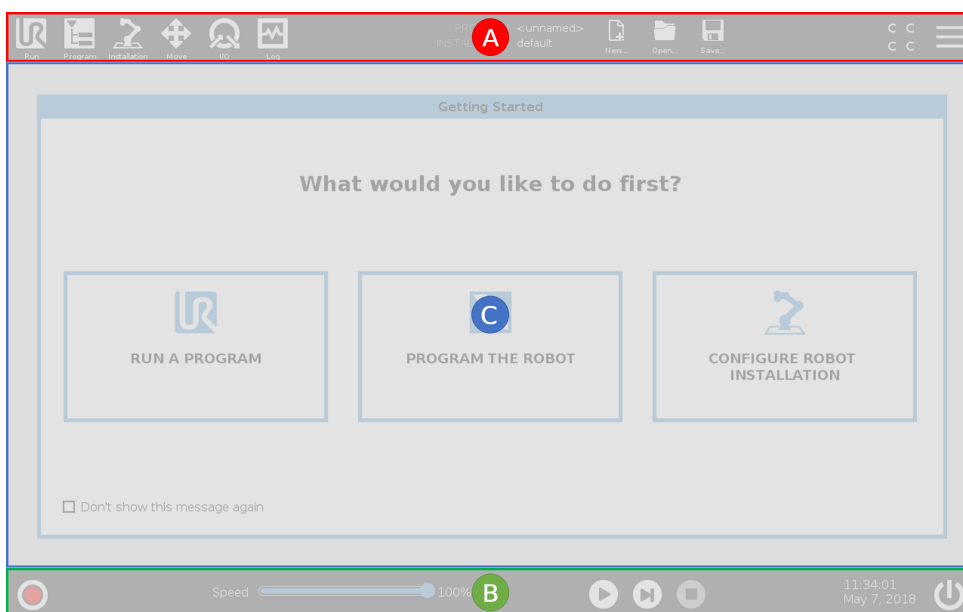 PR A <unnamed> C C
INSTAL default C C
Run Program Installation Move I/O Log New... Open... Save...
Getting Started
What would you like to do first?
C
RUN A PROGRAM PROGRAM THE ROBOT CONFIGURE ROBOT
INSTALLATION
Don't show this message again
Speed 100% B 11:34:01
May 7, 2018